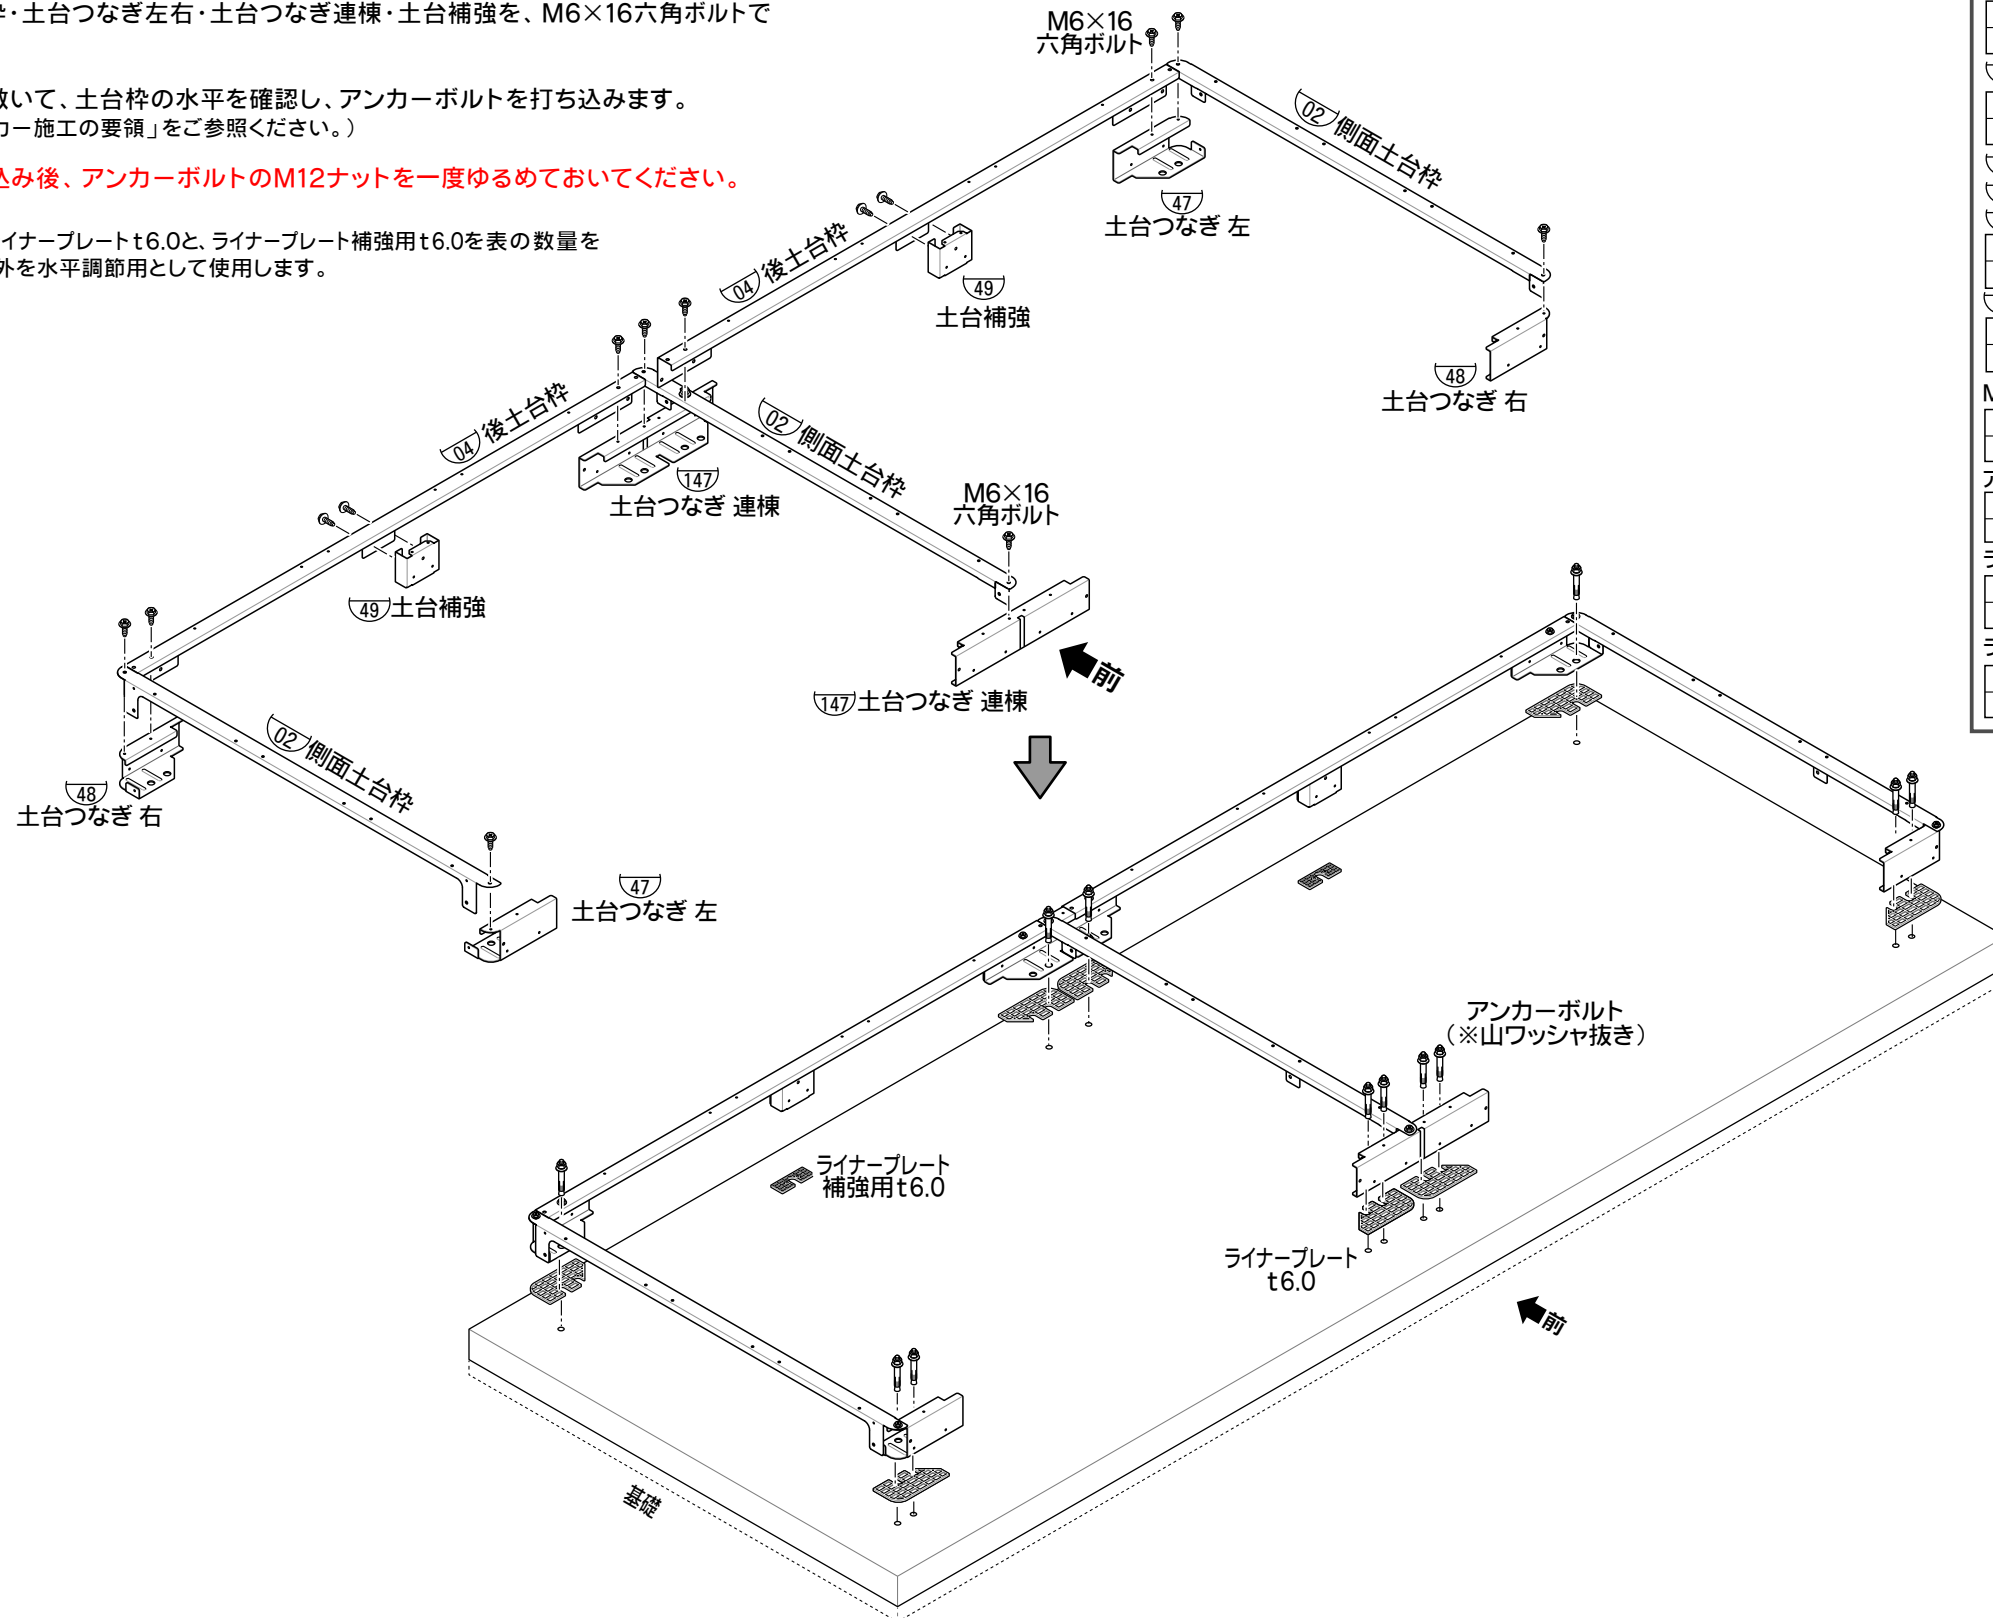 ・土台つなぎ左右・土台つなぎ連棟・土台補強を、M6×16六角ボルトで
敷いて、土台枠の水平を確認し、アンカーボルトを打ち込みます。
カー施工の要領」をご参照ください。）
込み後、アンカーボルトのM12ナットを一度ゆるめておいてください。
イナープレートt6.0と、ライナープレート補強用t6.0を表の数量を
外を水平調節用として使用します。
M6×16
六角ボルト
02 側面土台枠
47
土台つなぎ 左
04 後土台枠
49
土台補強
48
土台つなぎ 右
04 後土台枠
02 側面土台枠
147
土台つなぎ 連棟
M6×16
六角ボルト
49 土台補強
前
147 土台つなぎ 連棟
02 側面土台枠
48
土台つなぎ 右
47
土台つなぎ 左
アンカーボルト
（※山ワッシャ抜き）
ライナープレート
補強用t6.0
ライナープレート
t6.0
前
基礎